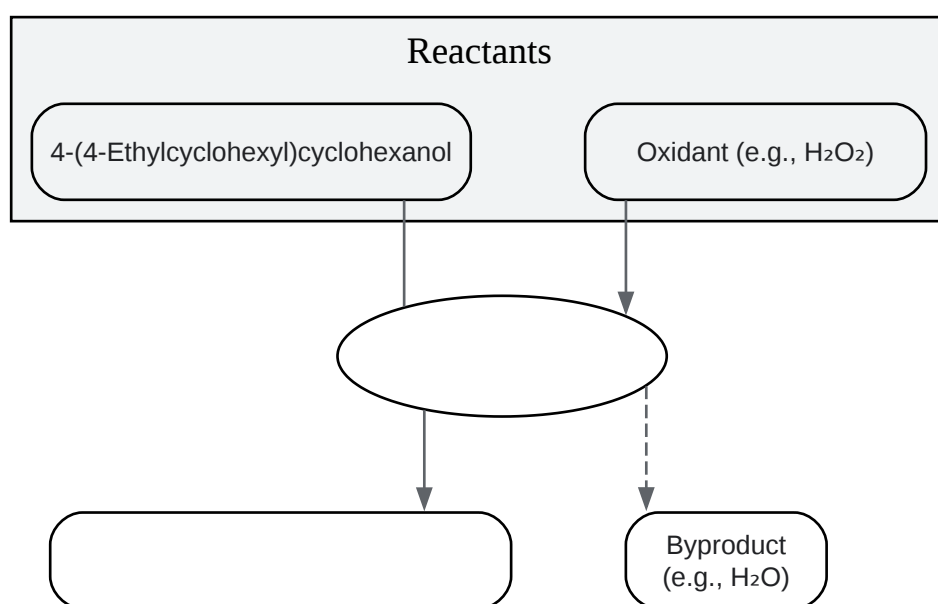 Reactants
4-(4-Ethylcyclohexyl)cyclohexanol
Oxidant (e.g., H₂O₂)
Byproduct
(e.g., H₂O)